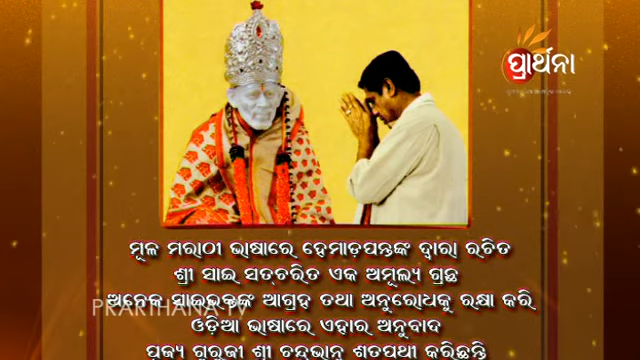 ପ୍ରାର୍ଥନା
ମୂଳ ମରାଠୀ ଭାଷାରେ ହେମାଡ଼ପନ୍ତଙ୍କ ଦ୍ୱାରା ରଚିତ
ଶ୍ରୀ ସାଇ ସତ୍‌ଚରିତ ଏକ ଅମୂଲ୍ୟ ଗ୍ରନ୍ଥ
ଅନେକ ସାଇଭକ୍ତଙ୍କ ଆଗ୍ରହ ତଥା ଅନୁରୋଧକୁ ରକ୍ଷା କରି
PRARTHANA TV
ଓଡ଼ିଆ ଭାଷାରେ ଏହାର ଅନୁବାଦ
ପୂଜ୍ୟ ଗୁରୁଜୀ ଶ୍ରୀ ଚନ୍ଦ୍ରଭାନୁ ଶତପଥୀ କରିଛନ୍ତି